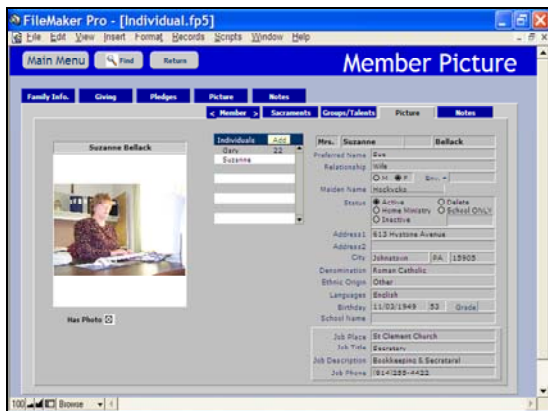 FileMaker Pro - [Individual.fp5]
File Edit View Insert Format Records Scripts Window Help
Main Menu Find Return
Member Picture
Family Info. Giving Pledges Picture Notes
< Member > Sacraments Groups/Talents Picture Notes
Suzanne Bellack
Individuals Add
Gary 22
Suzanne
Has Photo
Mrs. Suzanne Bellack
Preferred Name Sue
Relationship Wife
M F Env. #
Maiden Name
Status Active Delete
Home Ministry School ONLY
Inactive
Address1 613 Avenue
Address2
City Johnstown PA 15905
Denomination Roman Catholic
Ethnic Origin Other
Languages English
Birthday 11/03/1949 53 Grade
School Name
Job Place St Clement Church
Job Title Secretary
Job Description Bookkeeping & Secretarial
Job Phone (814)255-4422
100 Browse